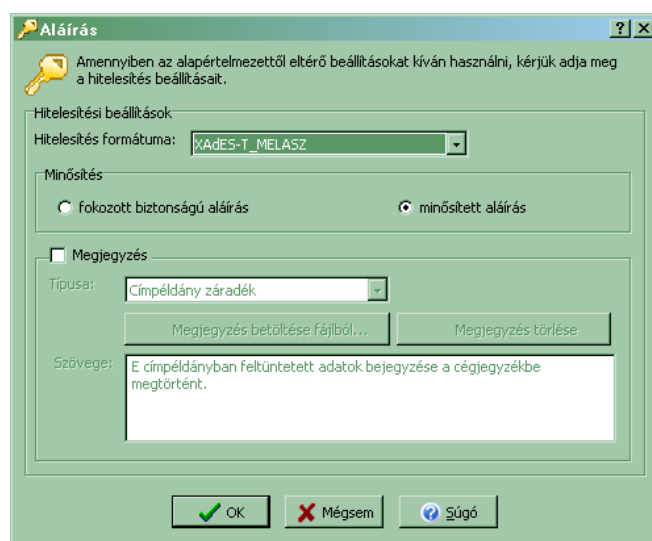 Aláírás
Amennyiben az alapértelmezettől eltérő beállításokat kíván használni, kérjük adja meg
a hitelesítés beállításait.
Hitelesítési beállítások
Hitelesítés formátuma: XAdES-T_MELASZ
Minősítés
fokozott biztonságú aláírás minősített aláírás
Megjegyzés
Típusa: Címpéldány záradék
Megjegyzés betöltése fájlból... Megjegyzés törlése
Szövege: E címpéldányban feltüntetett adatok bejegyzése a cégjegyzékbe
megtörtént.
OK Mégsem Súgó